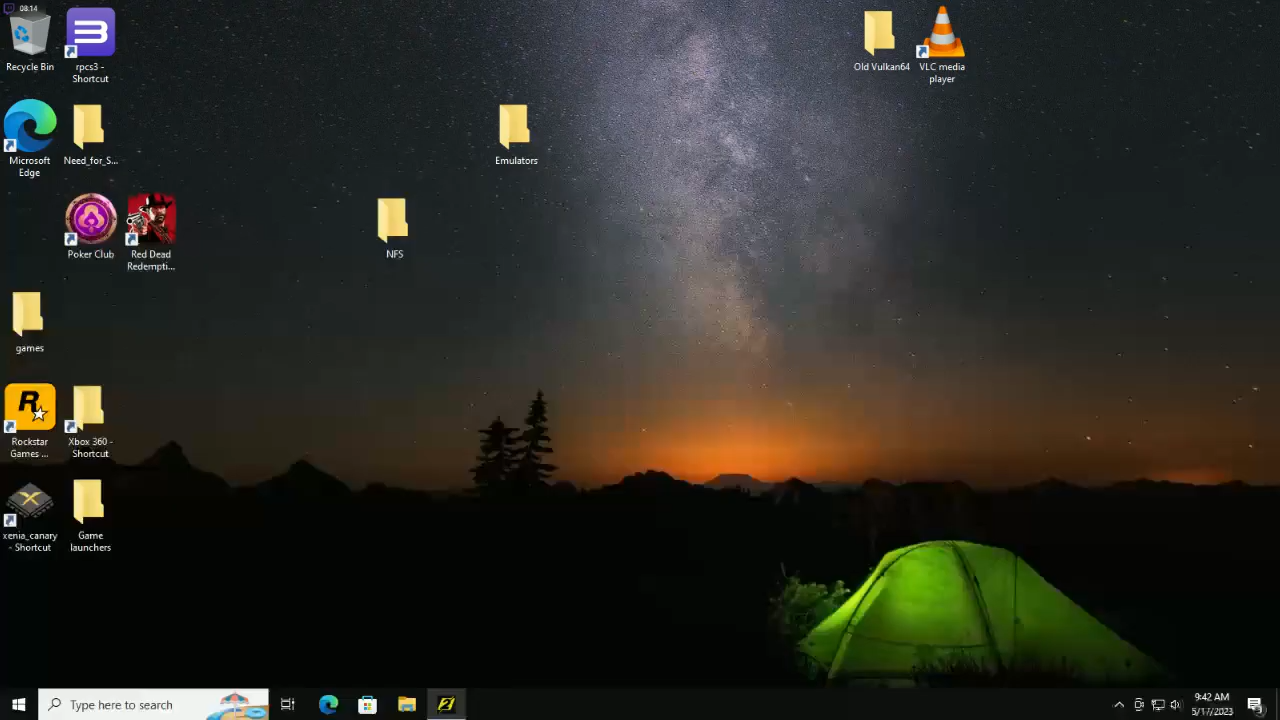 08:14
Recycle Bin
rpcs3 -
Shortcut
Old Vulkan64
VLC media
player
Microsoft
Edge
Need_for_S...
Emulators
Poker Club
Red Dead
Redempti...
NFS
games
R
Rockstar
Games ...
Xbox 360 -
Shortcut
xenia_canary
- Shortcut
Game
launchers
Type here to search
9:42 AM
5/17/2023